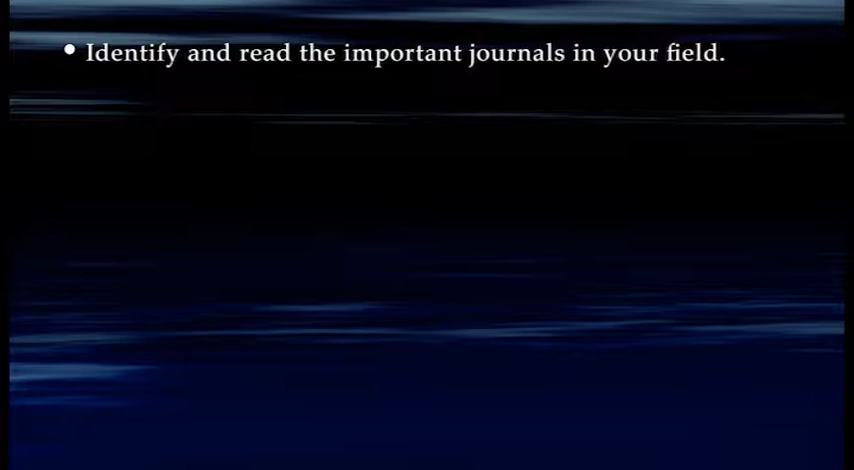 • Identify and read the important journals in your field.